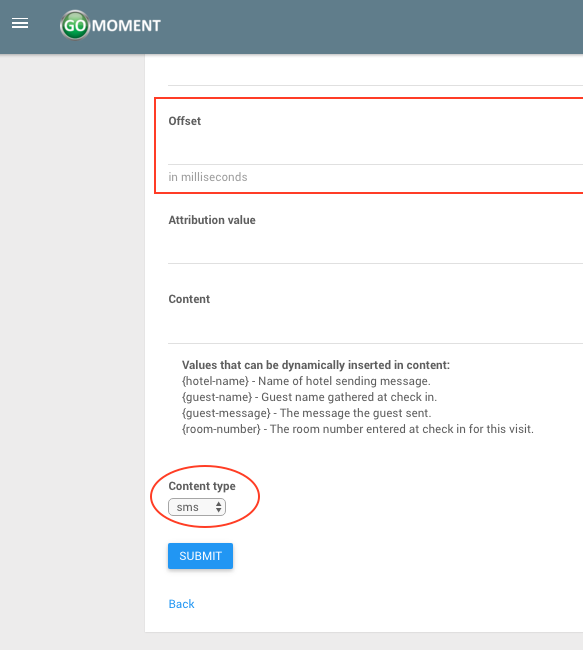 GO MOMENT
Offset
in milliseconds
Attribution value
Content
Values that can be dynamically inserted in content:
{hotel-name} - Name of hotel sending message.
{guest-name} - Guest name gathered at check in.
{guest-message} - The message the guest sent.
{room-number} - The room number entered at check in for this visit.
Content type
sms
SUBMIT
Back